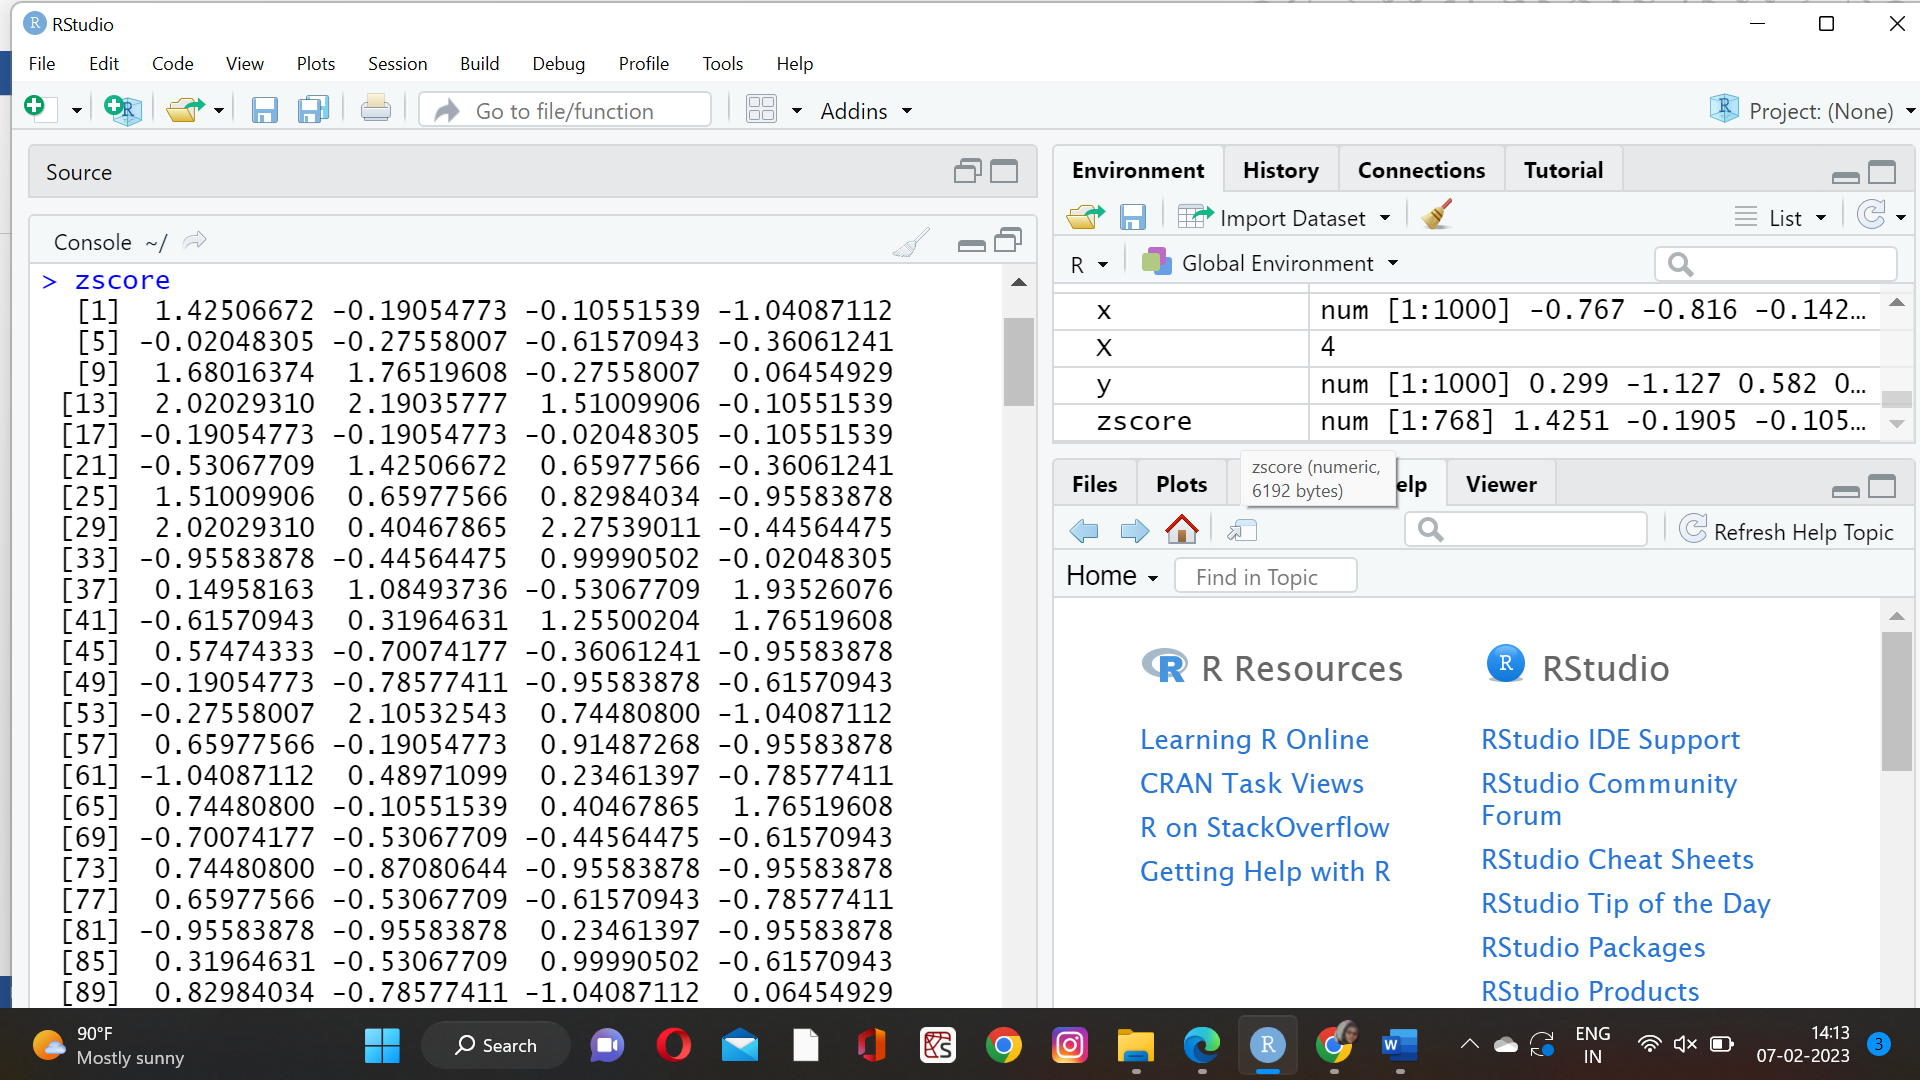 RStudio
File Edit Code View Plots Session Build Debug Profile Tools Help
Go to file/function Addins Project: (None)
Source
Console ~/
> zscore
[1] 1.42506672 -0.19054773 -0.10551539 -1.04087112
[5] -0.02048305 -0.27558007 -0.61570943 -0.36061241
[9] 1.68016374 1.76519608 -0.27558007 0.06454929
[13] 2.02029310 2.19035777 1.51009906 -0.10551539
[17] -0.19054773 -0.19054773 -0.02048305 -0.10551539
[21] -0.53067709 1.42506672 0.65977566 -0.36061241
[25] 1.51009906 0.65977566 0.82984034 -0.95583878
[29] 2.02029310 0.40467865 2.27539011 -0.44564475
[33] -0.95583878 -0.44564475 0.99990502 -0.02048305
[37] 0.14958163 1.08493736 -0.53067709 1.93526076
[41] -0.61570943 0.31964631 1.25500204 1.76519608
[45] 0.57474333 -0.70074177 -0.36061241 -0.95583878
[49] -0.19054773 -0.78577411 -0.95583878 -0.61570943
[53] -0.27558007 2.10532543 0.74480800 -1.04087112
[57] 0.65977566 -0.19054773 0.91487268 -0.95583878
[61] -1.04087112 0.48971099 0.23461397 -0.78577411
[65] 0.74480800 -0.10551539 0.40467865 1.76519608
[69] -0.70074177 -0.53067709 -0.44564475 -0.61570943
[73] 0.74480800 -0.87080644 -0.95583878 -0.95583878
[77] 0.65977566 -0.53067709 -0.61570943 -0.78577411
[81] -0.95583878 -0.95583878 0.23461397 -0.95583878
[85] 0.31964631 -0.53067709 0.99990502 -0.61570943
[89] 0.82984034 -0.78577411 -1.04087112 0.06454929
Environment History Connections Tutorial
Import Dataset List
R Global Environment
x num [1:1000] -0.767 -0.816 -0.142…
X 4
y num [1:1000] 0.299 -1.127 0.582 0…
zscore num [1:768] 1.4251 -0.1905 -0.105…
zscore (numeric,
6192 bytes)
Files Plots elp Viewer
Refresh Help Topic
Home Find in Topic
R Resources
Learning R Online
CRAN Task Views
R on StackOverflow
Getting Help with R
RStudio
RStudio IDE Support
RStudio Community
Forum
RStudio Cheat Sheets
RStudio Tip of the Day
RStudio Packages
RStudio Products
90°F
Mostly sunny
Search
ENG
IN
14:13
07-02-2023
3